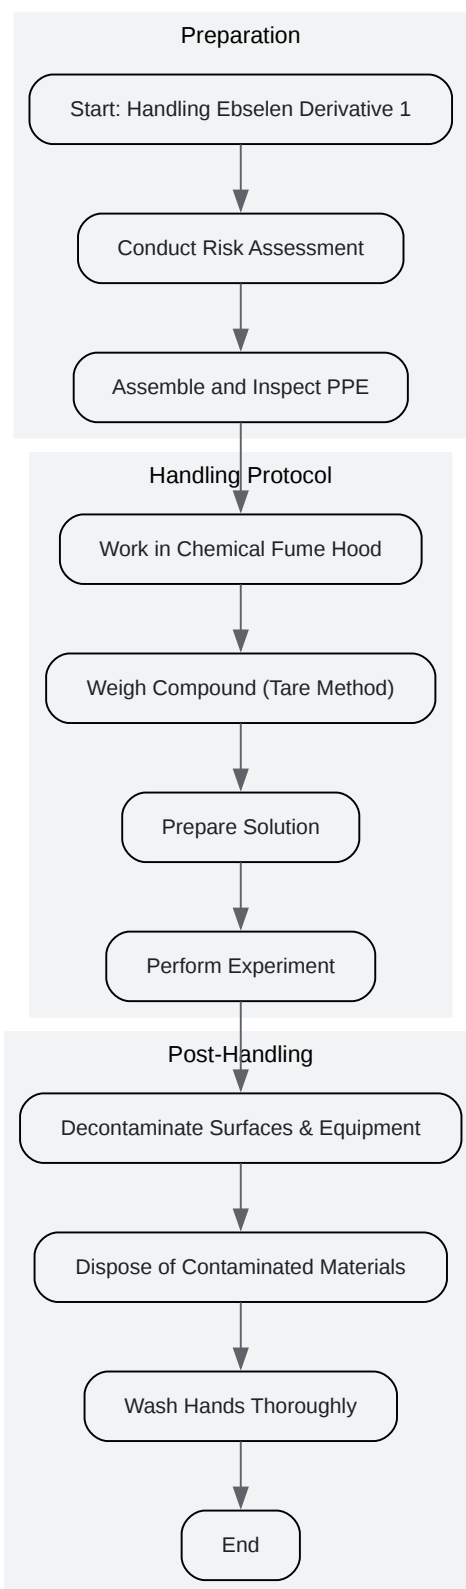 Preparation
Start: Handling Ebselen Derivative 1
Conduct Risk Assessment
Assemble and Inspect PPE
Handling Protocol
Work in Chemical Fume Hood
Weigh Compound (Tare Method)
Prepare Solution
Perform Experiment
Post-Handling
Decontaminate Surfaces & Equipment
Dispose of Contaminated Materials
Wash Hands Thoroughly
End